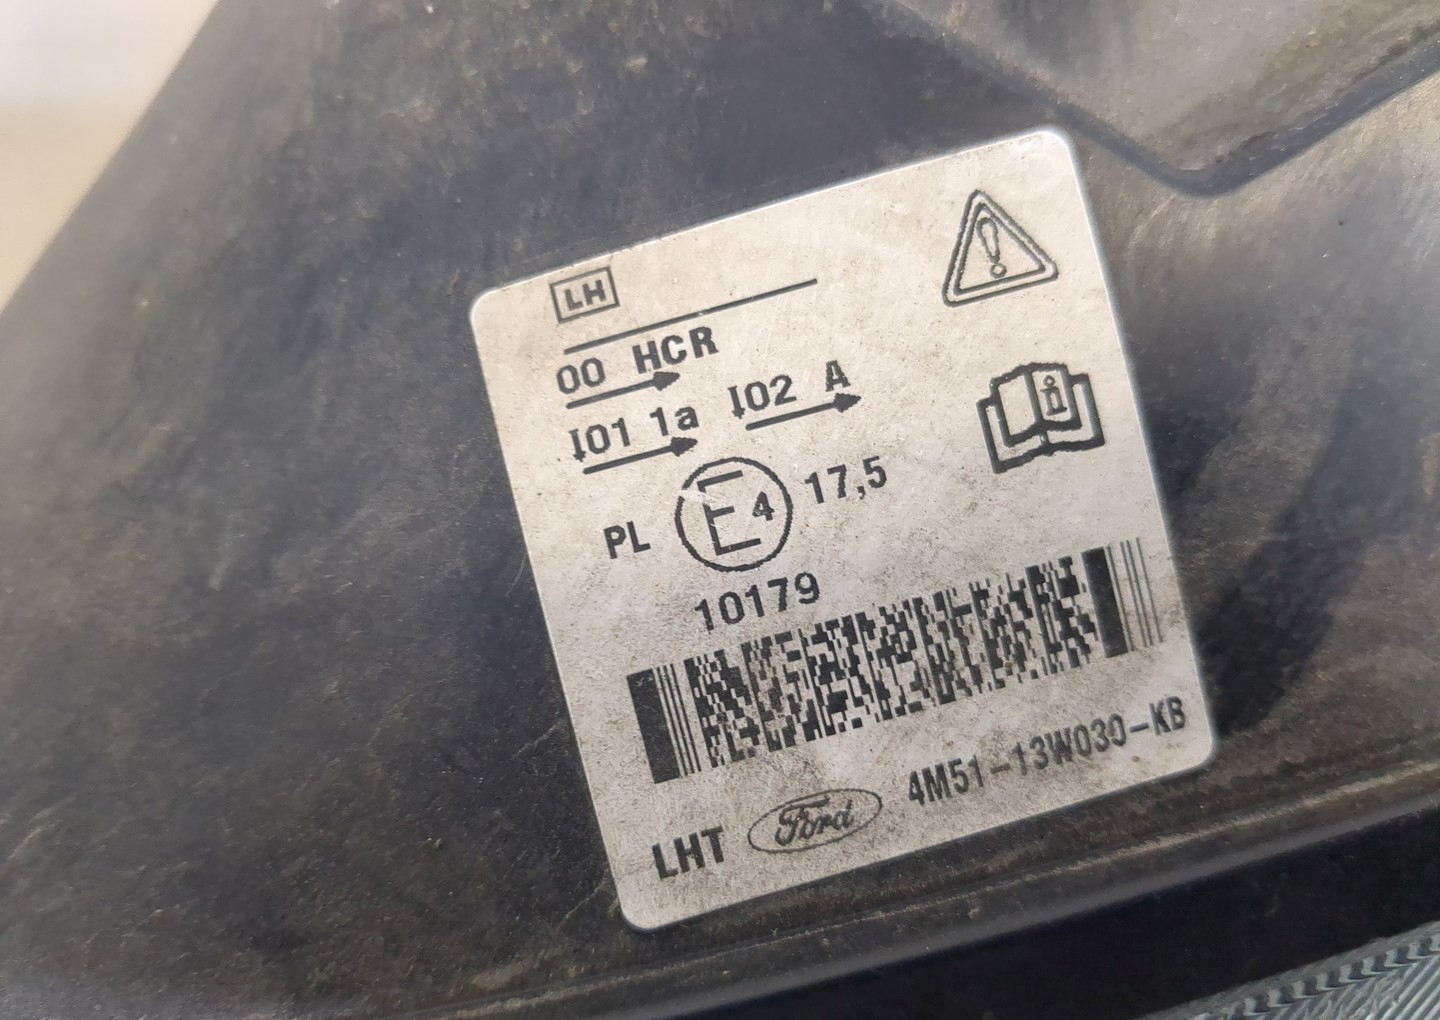 LH
00 HCR
I01 1a I02 A
PL E4 17,5
10179
LHT Ford 4M51-13W030-KB